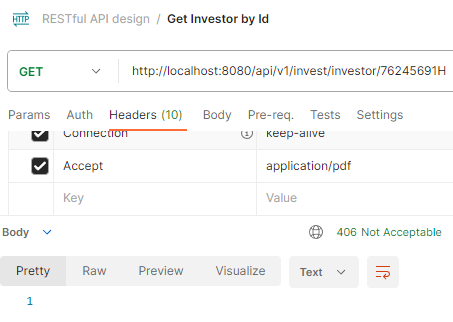 HTTP RESTful API design / Get Investor by Id
GET http://localhost:8080/api/v1/invest/investor/76245691H
Params Auth Headers (10) Body Pre-req. Tests Settings
Connection keep-alive
Accept application/pdf
Key Value
Body 406 Not Acceptable
Pretty Raw Preview Visualize Text
1